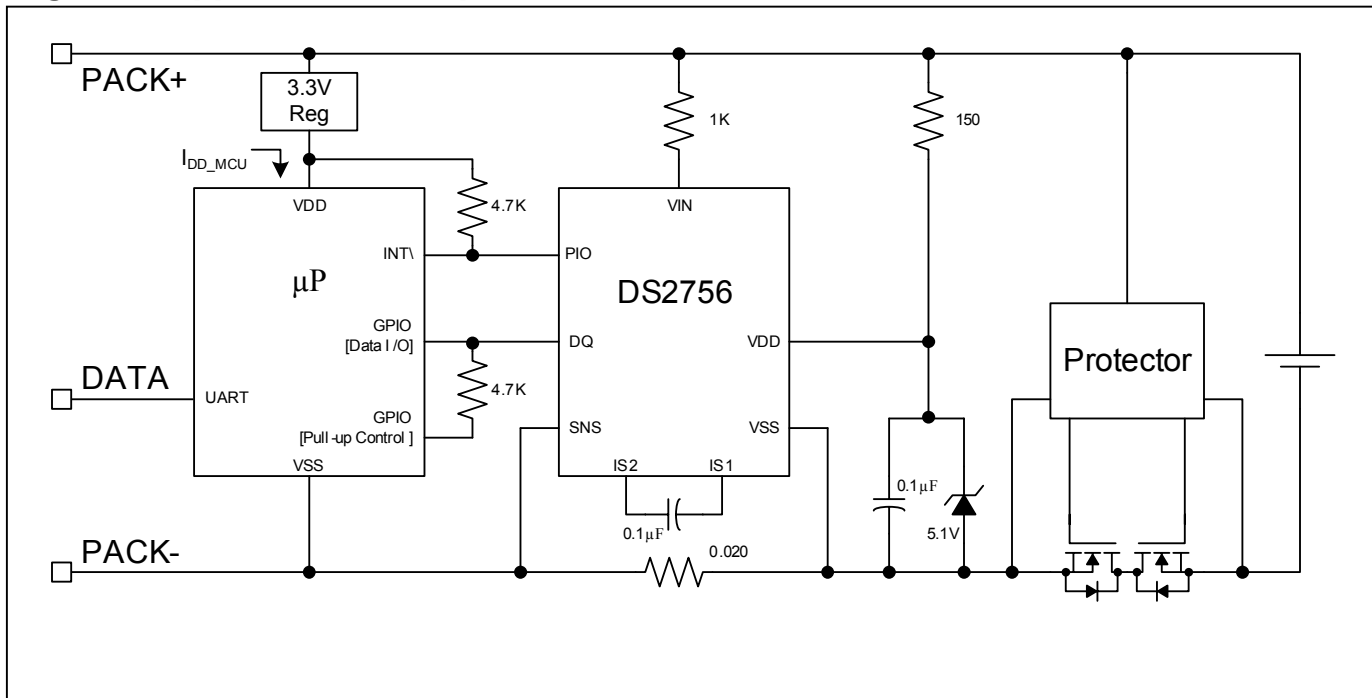 PACK+
3.3V
Reg
1K
150
I_DD_MCU
4.7K
VDD
VIN
INT\
PIO
µP
DS2756
GPIO
[Data I /O]
DQ
VDD
Protector
DATA
UART
4.7K
GPIO
[Pull-up Control ]
SNS
VSS
VSS
IS2
IS1
0.1µF
0.1µF
5.1V
PACK-
0.020